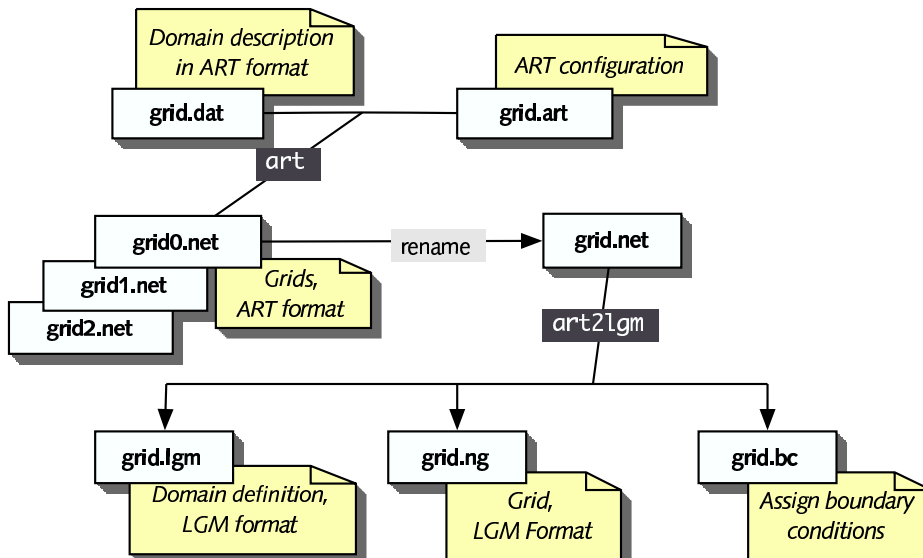 Domain description
in ART format
ART configuration
grid.dat
grid.art
art
grid0.net
rename
grid.net
grid1.net
Grids,
ART format
grid2.net
art2lgm
grid.lgm
grid.ng
grid.bc
Domain definition,
LGM format
Grid,
LGM Format
Assign boundary
conditions